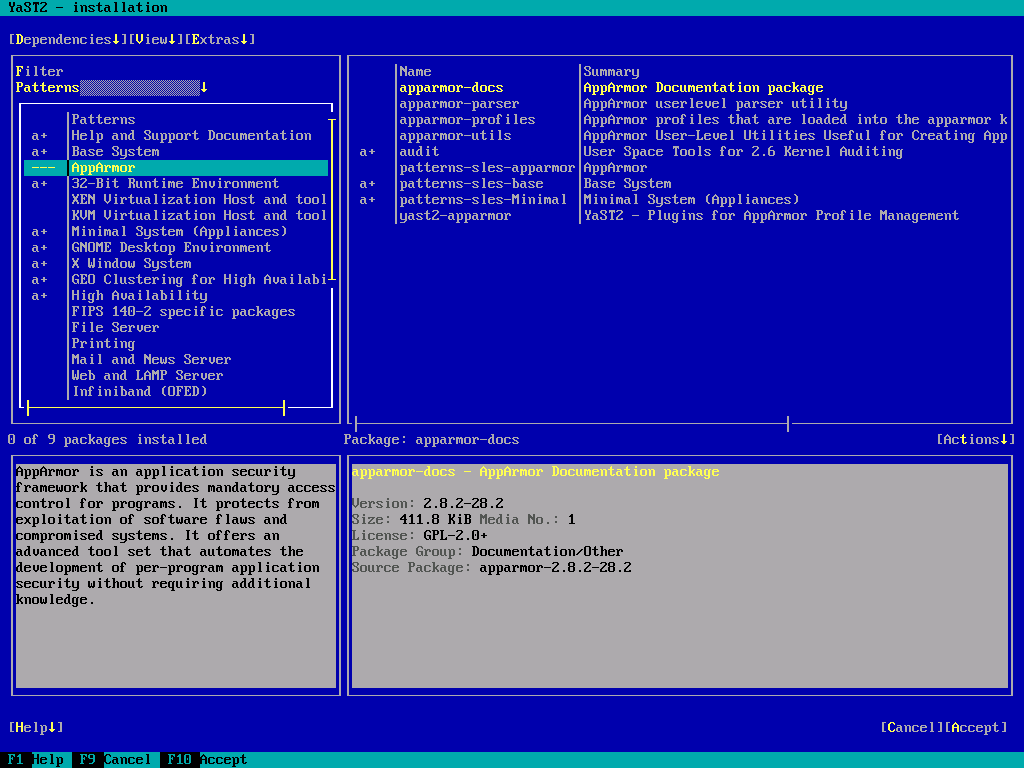 YaST2 - installation
[Dependencies↓][View↓][Extras↓]
Filter
Patterns ↓
Patterns
a+ Help and Support Documentation
a+ Base System
--- AppArmor
a+ 32-Bit Runtime Environment
XEN Virtualization Host and tool
KVM Virtualization Host and tool
a+ Minimal System (Appliances)
a+ GNOME Desktop Environment
a+ X Window System
a+ GEO Clustering for High Availabi
a+ High Availability
FIPS 140-2 specific packages
File Server
Printing
Mail and News Server
Web and LAMP Server
Infiniband (OFED)
Name Summary
apparmor-docs AppArmor Documentation package
apparmor-parser AppArmor userlevel parser utility
apparmor-profiles AppArmor profiles that are loaded into the apparmor k
apparmor-utils AppArmor User-Level Utilities Useful for Creating App
a+ audit User Space Tools for 2.6 Kernel Auditing
patterns-sles-apparmor AppArmor
a+ patterns-sles-base Base System
a+ patterns-sles-Minimal Minimal System (Appliances)
yast2-apparmor YaST2 - Plugins for AppArmor Profile Management
0 of 9 packages installed
Package: apparmor-docs
[Actions↓]
AppArmor is an application security
framework that provides mandatory access
control for programs. It protects from
exploitation of software flaws and
compromised systems. It offers an
advanced tool set that automates the
development of per-program application
security without requiring additional
knowledge.
apparmor-docs - AppArmor Documentation package
Version: 2.8.2-28.2
Size: 411.8 KiB Media No.: 1
License: GPL-2.0+
Package Group: Documentation/Other
Source Package: apparmor-2.8.2-28.2
[Help↓]
[Cancel][Accept]
F1 Help F9 Cancel F10 Accept